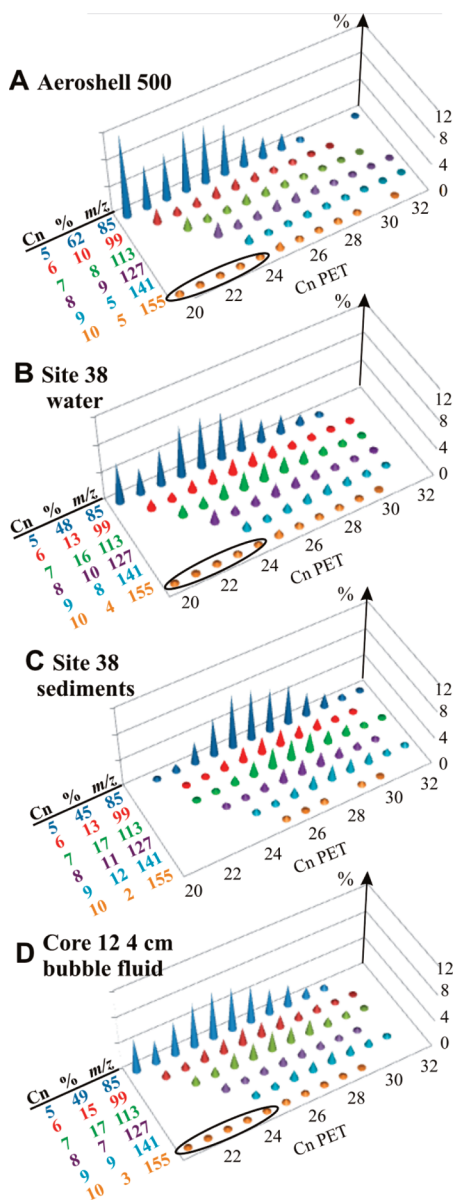 %
A Aeroshell 500
12
8
4
0
Cn % m/z
5 62 85
6 10 99
7 8 113
8 9 127
9 5 141
10 5 155
20 22 24 26 28 30 32
Cn PET
%
B Site 38
water
12
8
4
0
Cn % m/z
5 48 85
6 13 99
7 16 113
8 10 127
9 8 141
10 4 155
20 22 24 26 28 30 32
Cn PET
%
C Site 38
sediments
12
8
4
0
Cn % m/z
5 45 85
6 13 99
7 17 113
8 11 127
9 12 141
10 2 155
20 22 24 26 28 30 32
Cn PET
%
D Core 12 4 cm
bubble fluid
12
8
4
0
Cn % m/z
5 49 85
6 15 99
7 17 113
8 7 127
9 9 141
10 3 155
22 24 26 28 30 32
Cn PET